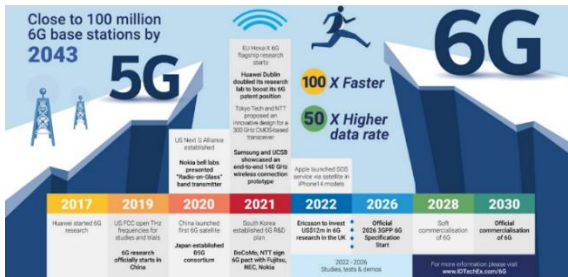 Close to 100 million
6G base stations by
2043
5G
6G
100 X Faster
50 X Higher
data rate
EU Hexa-X 6G
flagship research
starts
Huawei Dublin
doubled its research
lab to boost its 6G
patent position
Tokyo Tech and NTT
proposed an
innovative design for a
300 GHz CMOS-based
transceiver
Samsung and UCSB
showcased an
end-to-end 140 GHz
wireless connection
prototype
US Next G Alliance
established
Nokia bell labs
presented
"Radio-on-Glass"
band transmitter
Apple launched SOS
service via satellite in
iPhone14 models
2017
2019
2020
2021
2022
2026
2028
2030
Huawei started 6G
research
US FCC open THz
frequencies for
studies and trials
6G research
officially starts in
China
China launched
first 6G satellite
Japan established
B5G
consortium
South Korea
established 6G R&D
plan
DoCoMo, NTT sign
6G pact with Fujitsu,
NEC, Nokia
Ericsson to invest
US$12m in 6G
research in the UK
Official
2026 3GPP 6G
Specification
Start
2022 - 2026
Studies, tests & demos
Soft
commercialisation
of 6G
Official
commercialisation
of 6G
For more information please visit
www.IDTechEx.com/6G